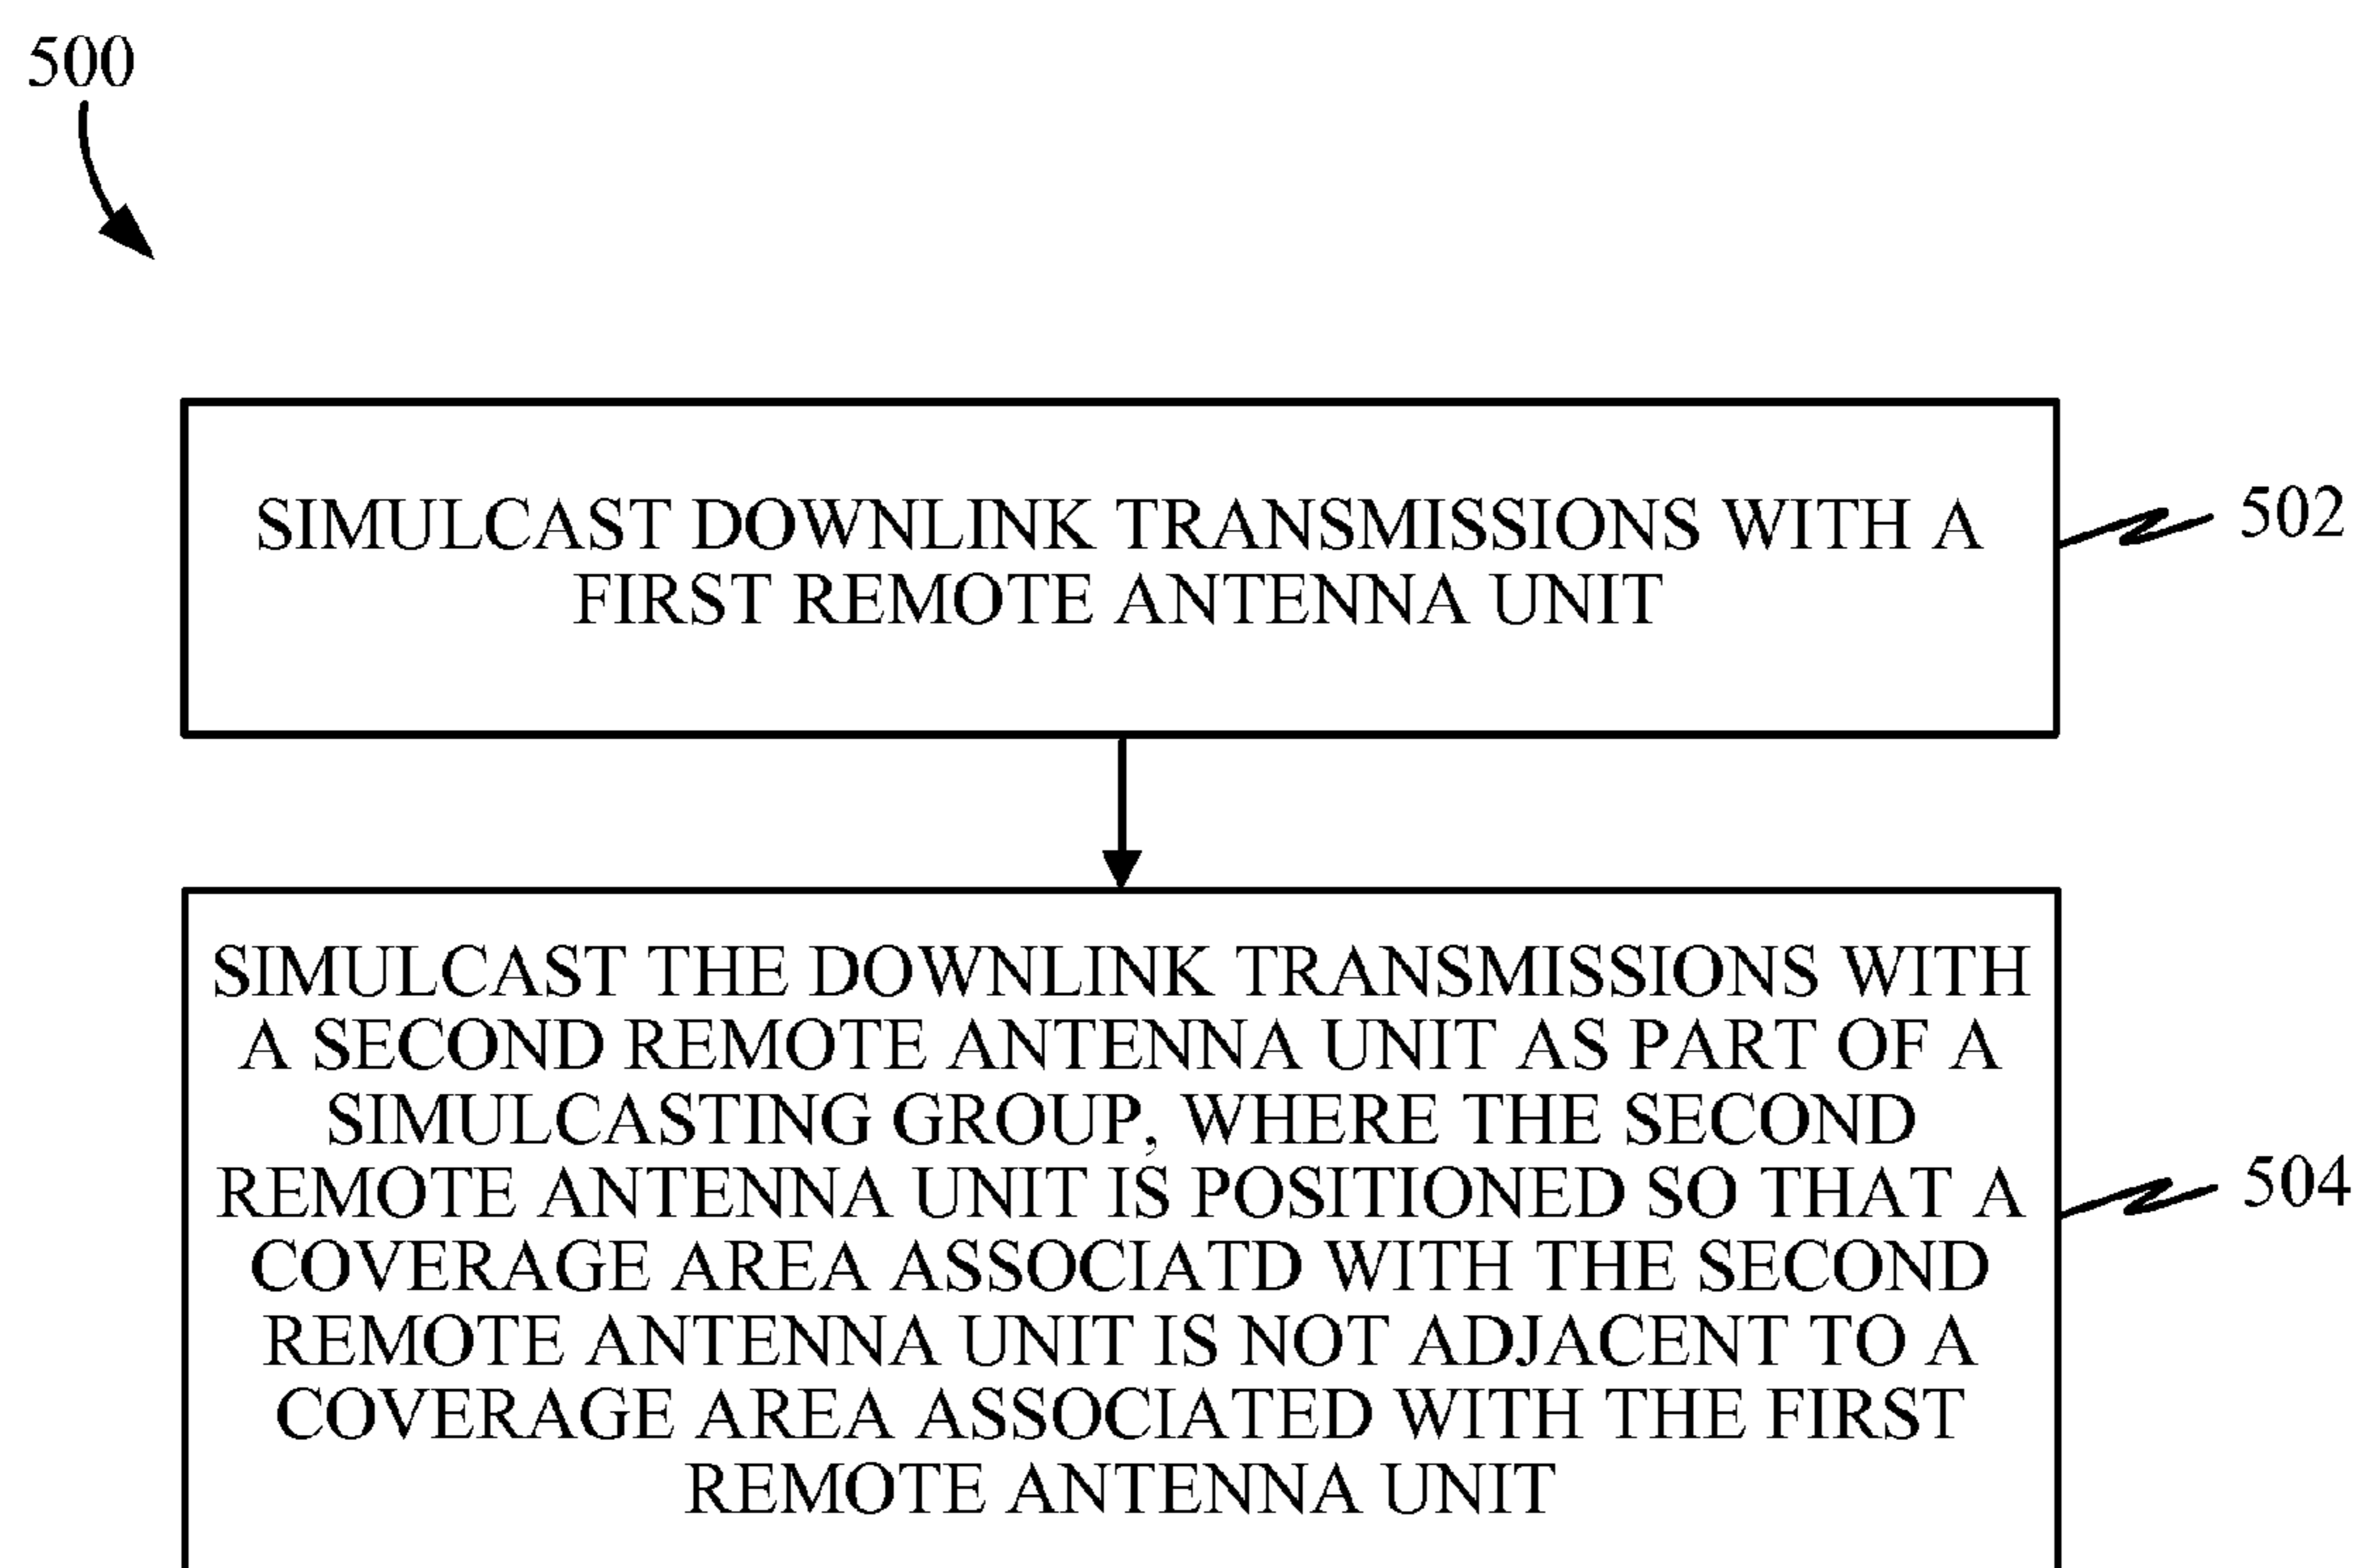 500
SIMULCAST DOWNLINK TRANSMISSIONS WITH A
FIRST REMOTE ANTENNA UNIT
502
SIMULCAST THE DOWNLINK TRANSMISSIONS WITH
A SECOND REMOTE ANTENNA UNIT AS PART OF A
SIMULCASTING GROUP, WHERE THE SECOND
REMOTE ANTENNA UNIT IS POSITIONED SO THAT A
COVERAGE AREA ASSOCIATD WITH THE SECOND
REMOTE ANTENNA UNIT IS NOT ADJACENT TO A
COVERAGE AREA ASSOCIATED WITH THE FIRST
REMOTE ANTENNA UNIT
504